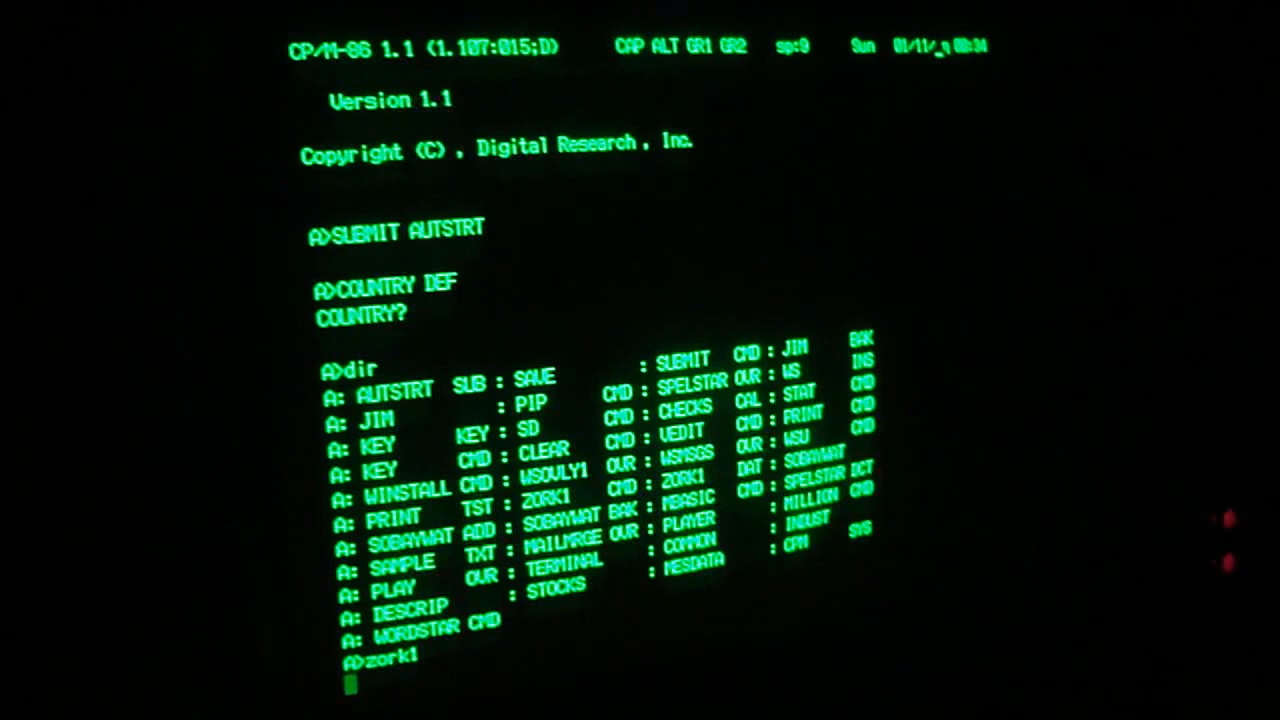 CP/M-86 1.1 (1.107:015;D) CAP ALT GR1 GR2 sp:9 Sun
Version 1.1
Copyright (C) , Digital Research, Inc.
A>SUBMIT AUTSTRT
A>COUNTRY DEF
COUNTRY?
A>dir
A: AUTSTRT SUB : SAVE : SUBMIT CMD : JIM BAK
A: JIM : PIP CMD : SPELSTAR OVR : WS INS
A: KEY KEY : SD CMD : CHECKS CAL : STAT CMD
A: KEY CMD : CLEAR CMD : VEDIT CMD : PRINT CMD
A: WINSTALL CMD : WSOVLY1 OVR : WSMSGS OVR : WSU CMD
A: PRINT TST : ZORK1 CMD : ZORK1 DAT : SOBAYWAT
A: SOBAYWAT ADD : SOBAYWAT BAK : MBASIC CMD : SPELSTAR DCT
A: SAMPLE TXT : MAILMRGE OVR : PLAYER : MILLION CMD
A: PLAY OVR : TERMINAL : COMMON : INDUST
A: DESCRIP : STOCKS : MESDATA : CPM SYS
A: WORDSTAR CMD
A>zork1